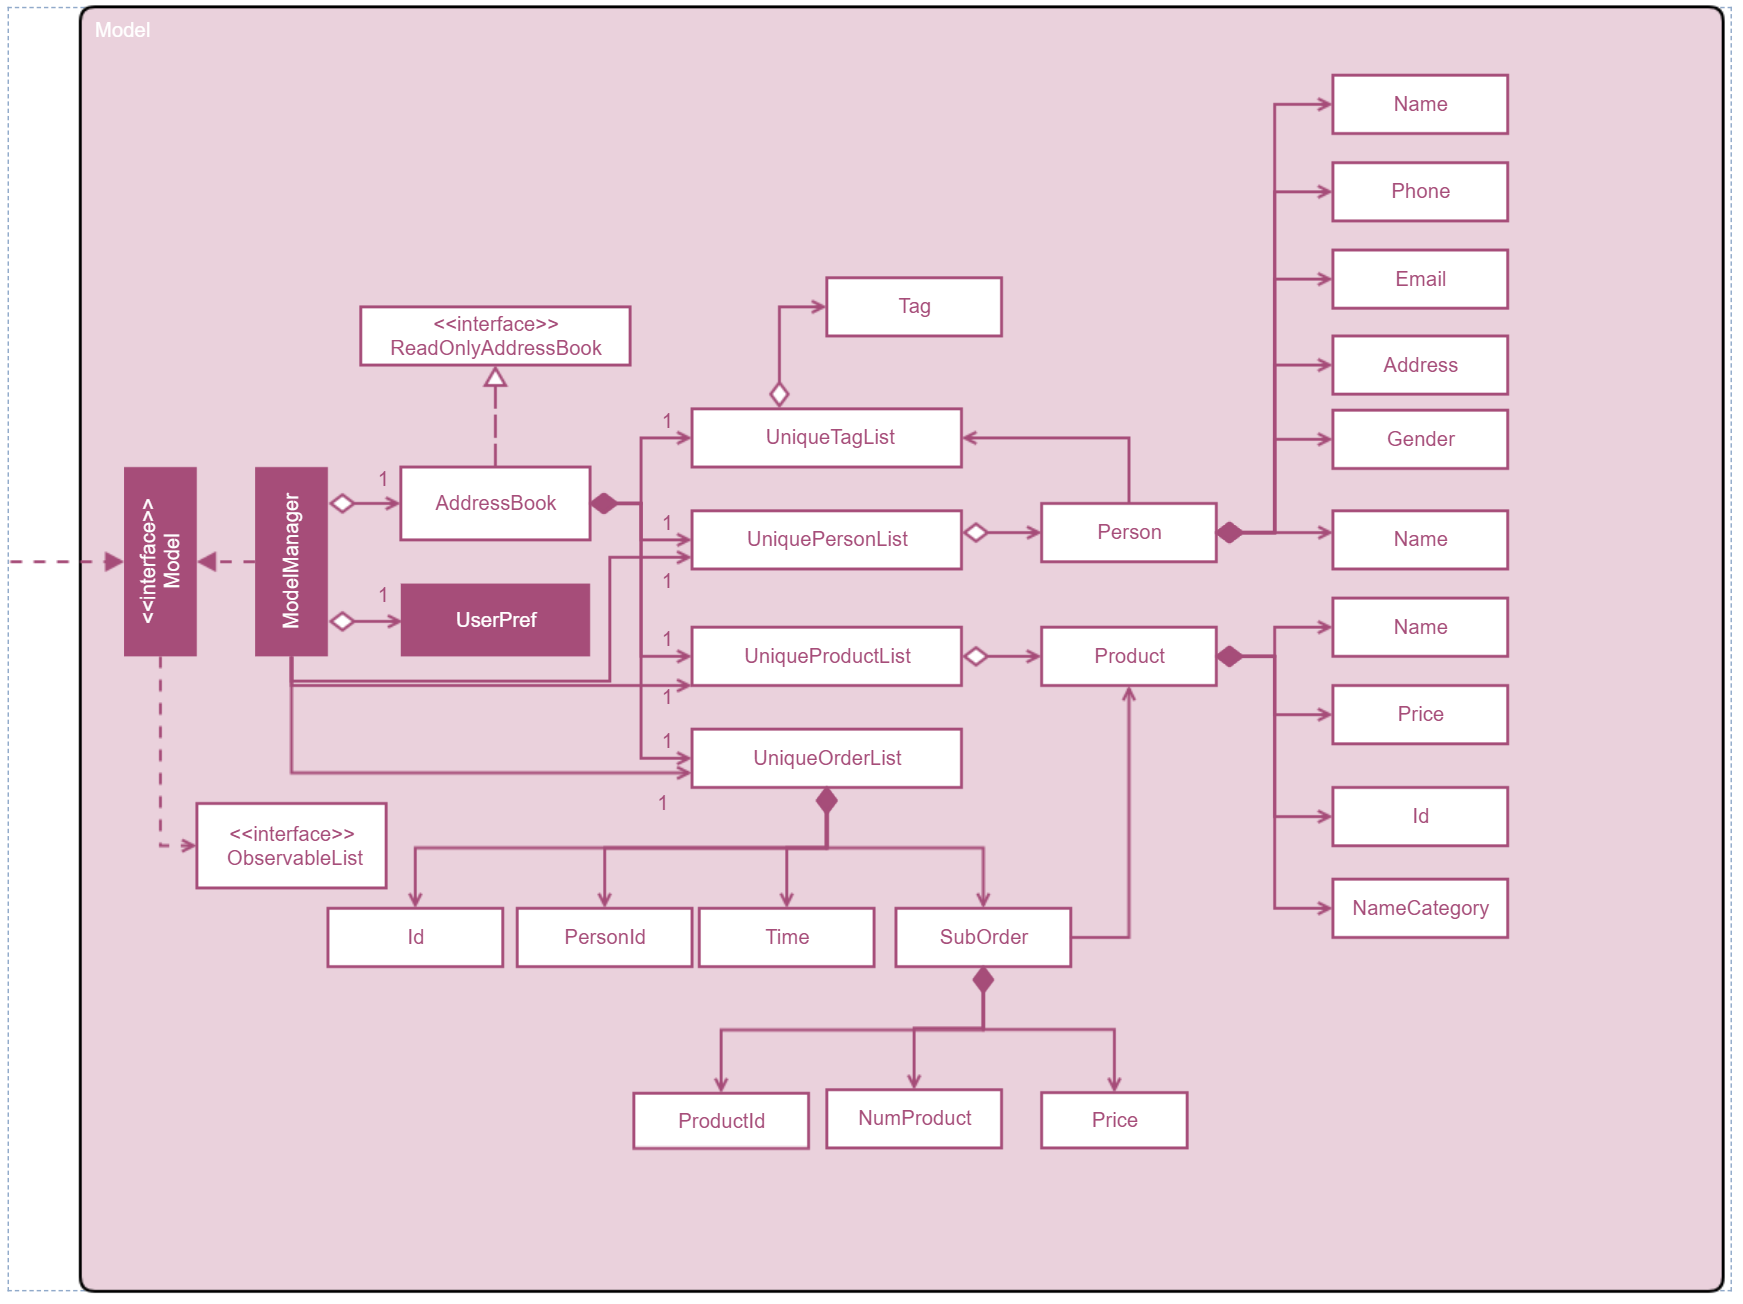 Model
Name
Phone
Email
Tag
<<interface>>
ReadOnlyAddressBook
Address
1
UniqueTagList
Gender
<<interface>>
Model
ModelManager
1
AddressBook
1
UniquePersonList
Person
Name
1
1
UserPref
1
UniqueProductList
Product
Name
1
Price
1
UniqueOrderList
1
Id
<<interface>>
ObservableList
NameCategory
Id
PersonId
Time
SubOrder
ProductId
NumProduct
Price